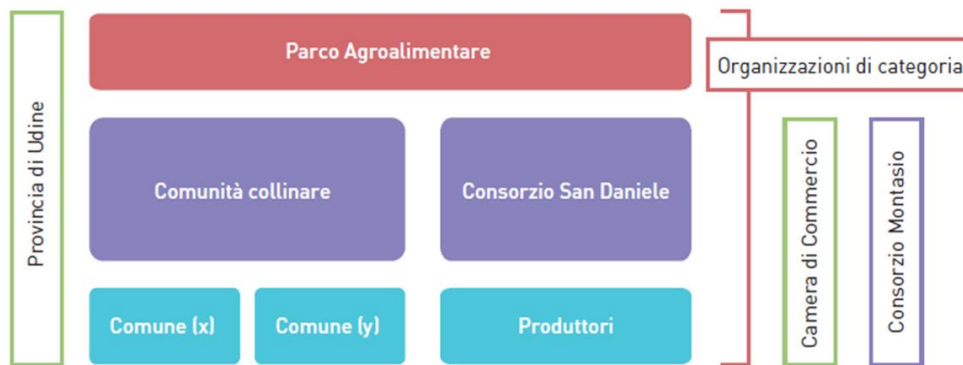 Provincia di Udine
Parco Agroalimentare
Organizzazioni di categoria
Comunità collinare
Consorzio San Daniele
Camera di Commercio
Consorzio Montasio
Comune (x)
Comune (y)
Produttori